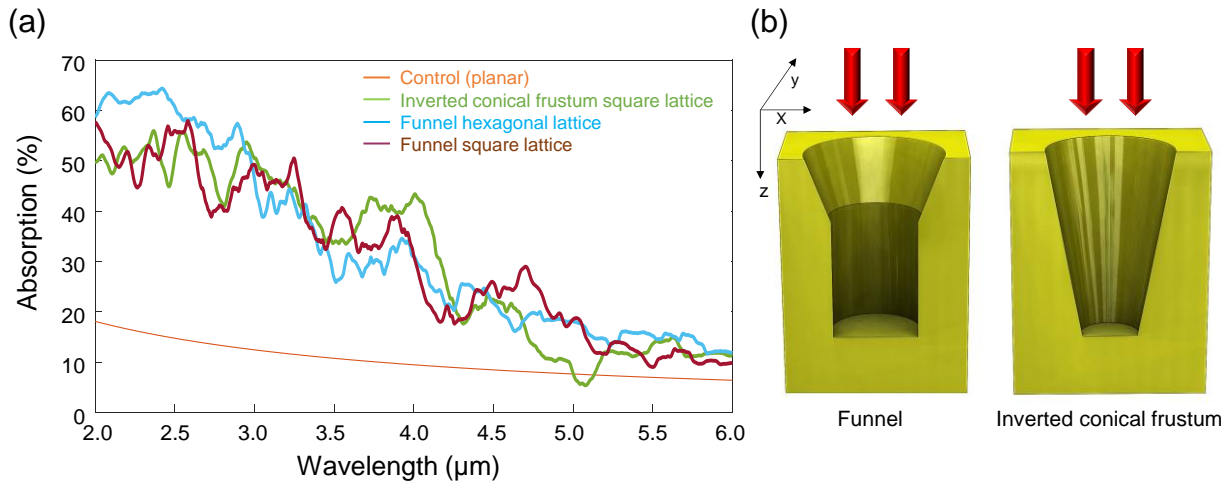 (a)
70
60
50
40
30
20
10
0
Absorption (%)
Control (planar)
Inverted conical frustum square lattice
Funnel hexagonal lattice
Funnel square lattice
2.0 2.5 3.0 3.5 4.0 4.5 5.0 5.5 6.0
Wavelength (μm)
(b)
y
X
z
Funnel
Inverted conical frustum